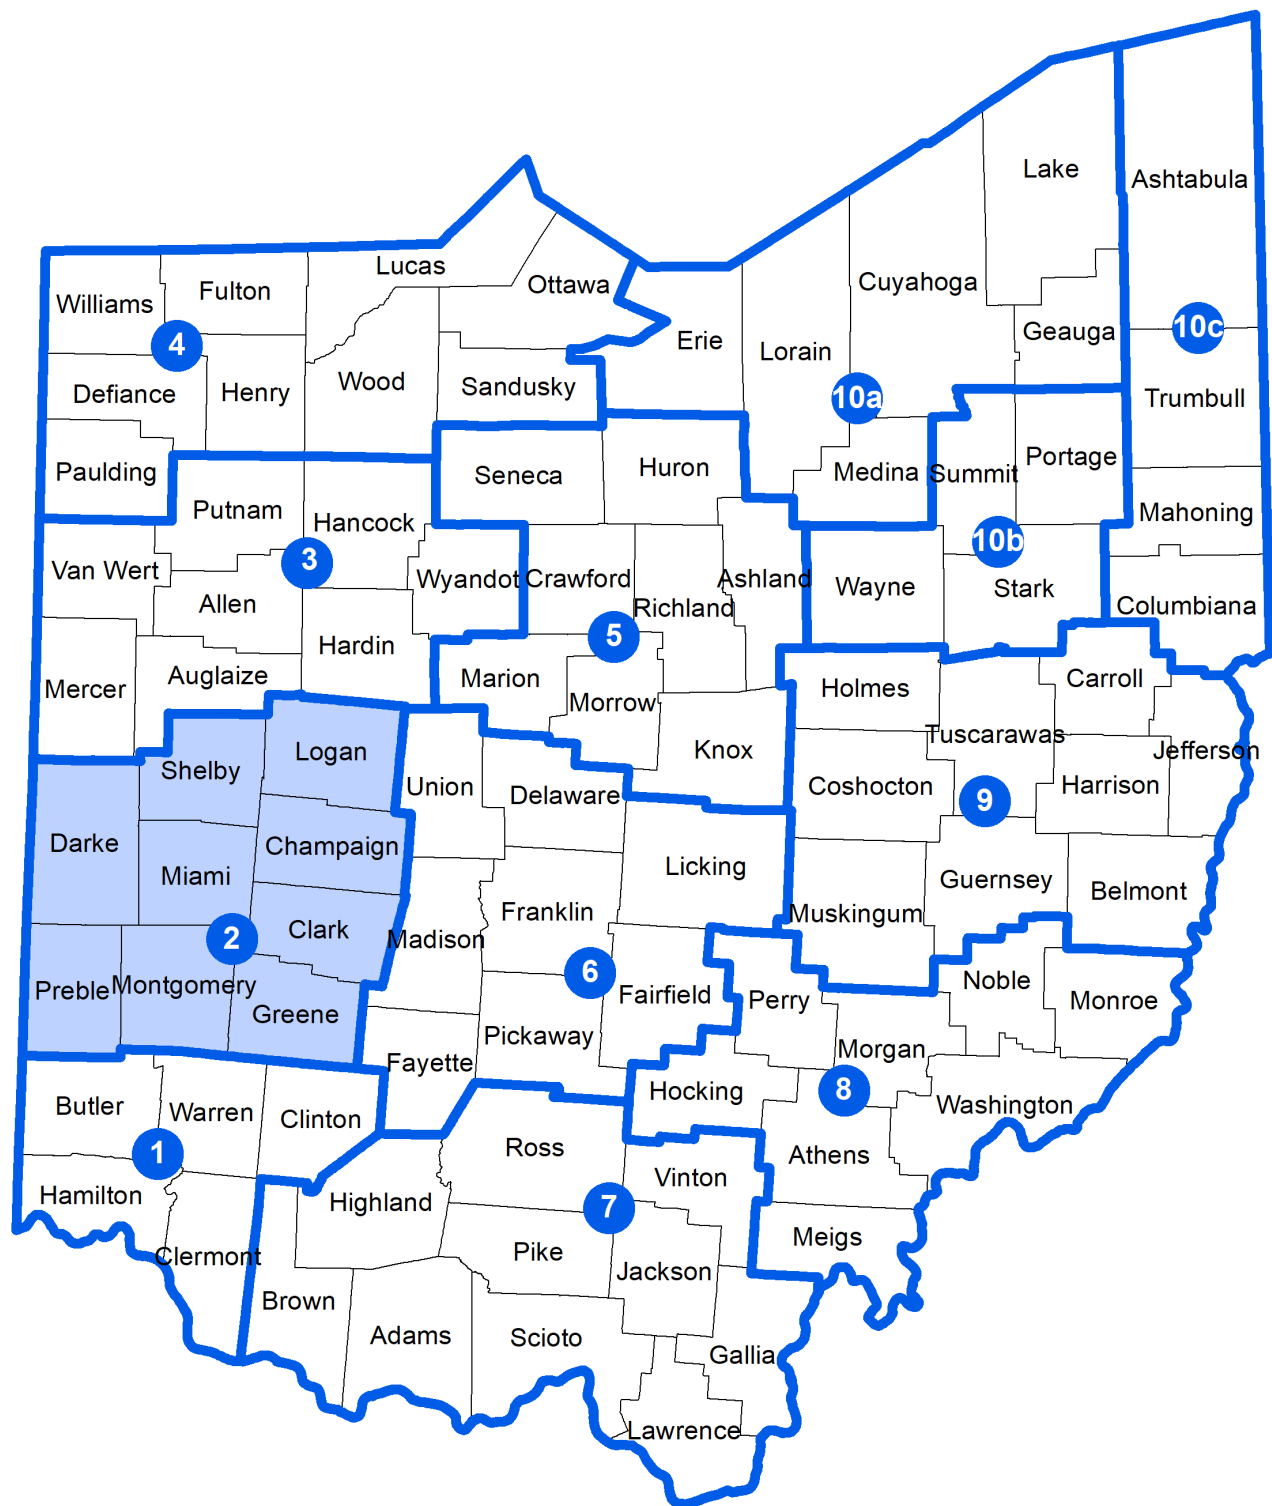 Lake
Ashtabula
Lucas
Ottawa
Cuyahoga
Fulton
Williams
10c
Geauga
Erie
4
Lorain
Wood
Sandusky
Defiance
Henry
10a
Trumbull
Portage
Huron
Paulding
Seneca
Medina
Summit
Putnam
Hancock
Mahoning
10b
3
Van Wert
Wyandot
Crawford
Ashland
Wayne
Stark
Allen
Richland
Columbiana
5
Hardin
Auglaize
Marion
Carroll
Mercer
Holmes
Morrow
Tuscarawas
Logan
Knox
Jefferson
Shelby
Union
Delaware
Coshocton
Harrison
9
Darke
Champaign
Miami
Licking
Guernsey
Belmont
Franklin
Muskingum
Clark
2
Madison
6
Noble
Preble
Montgomery
Fairfield
Perry
Monroe
Greene
Pickaway
Morgan
Fayette
8
Hocking
Butler
Warren
Clinton
Washington
1
Ross
Athens
Vinton
Hamilton
Highland
7
Meigs
Clermont
Pike
Jackson
Brown
Adams
Scioto
Gallia
Lawrence